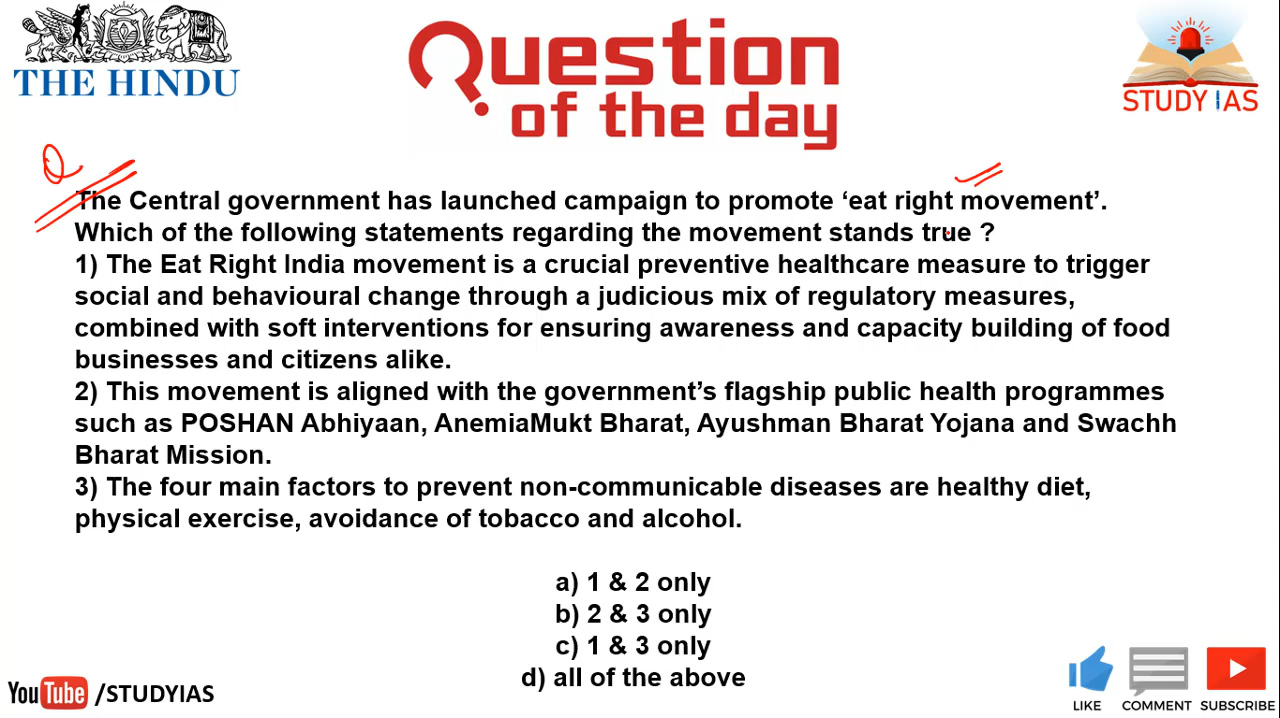 THE HINDU
Question
of the day
STUDY IAS
Q
The Central government has launched campaign to promote ‘eat right movement’.
Which of the following statements regarding the movement stands true ?
1) The Eat Right India movement is a crucial preventive healthcare measure to trigger
social and behavioural change through a judicious mix of regulatory measures,
combined with soft interventions for ensuring awareness and capacity building of food
businesses and citizens alike.
2) This movement is aligned with the government’s flagship public health programmes
such as POSHAN Abhiyaan, AnemiaMukt Bharat, Ayushman Bharat Yojana and Swachh
Bharat Mission.
3) The four main factors to prevent non-communicable diseases are healthy diet,
physical exercise, avoidance of tobacco and alcohol.
a) 1 & 2 only
b) 2 & 3 only
c) 1 & 3 only
d) all of the above
YouTube /STUDYIAS
LIKE COMMENT SUBSCRIBE